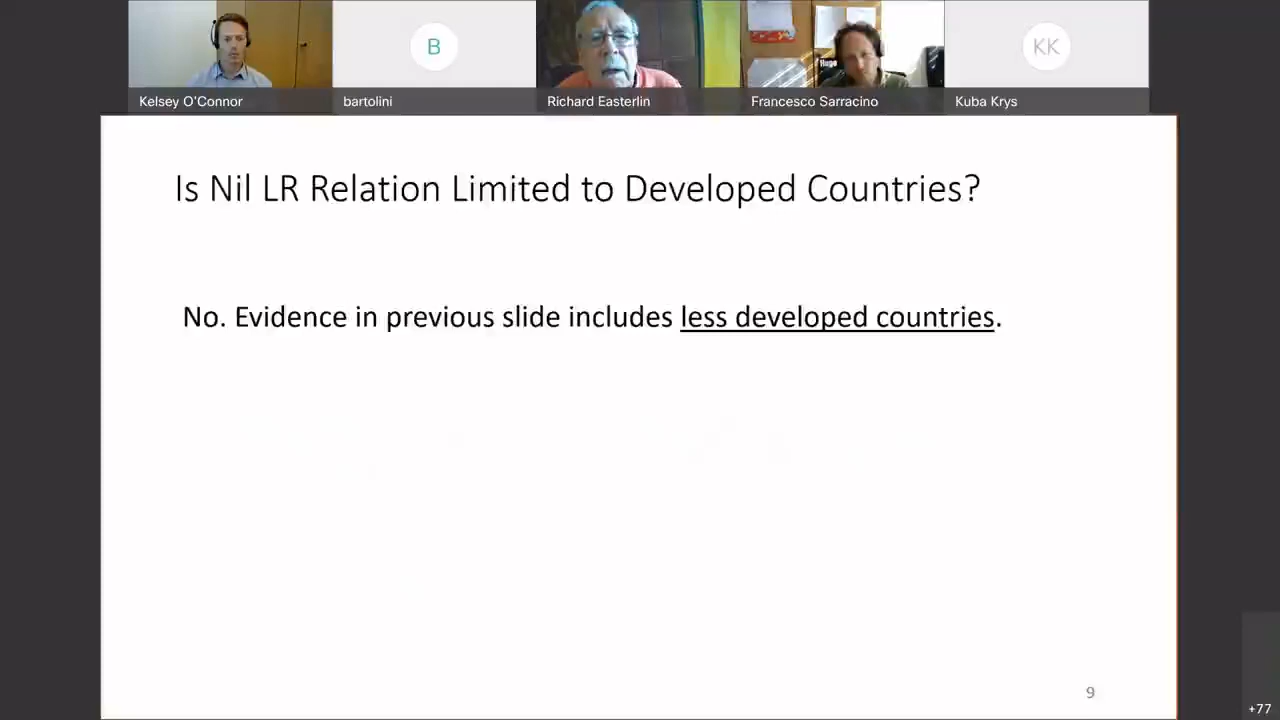 B
KK
Hugo
Kelsey O'Connor
bartolini
Richard Easterlin
Francesco Sarracino
Kuba Krys
Is Nil LR Relation Limited to Developed Countries?
No. Evidence in previous slide includes less developed countries.
9
+77